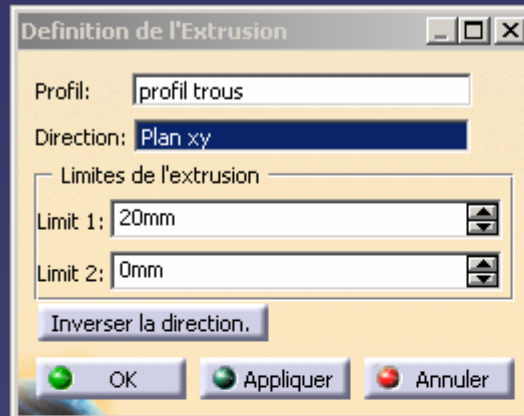 Definition de l'Extrusion
Profil: profil trous
Direction: Plan xy
Limites de l'extrusion
Limit 1: 20mm
Limit 2: 0mm
Inverser la direction.
OK Appliquer Annuler